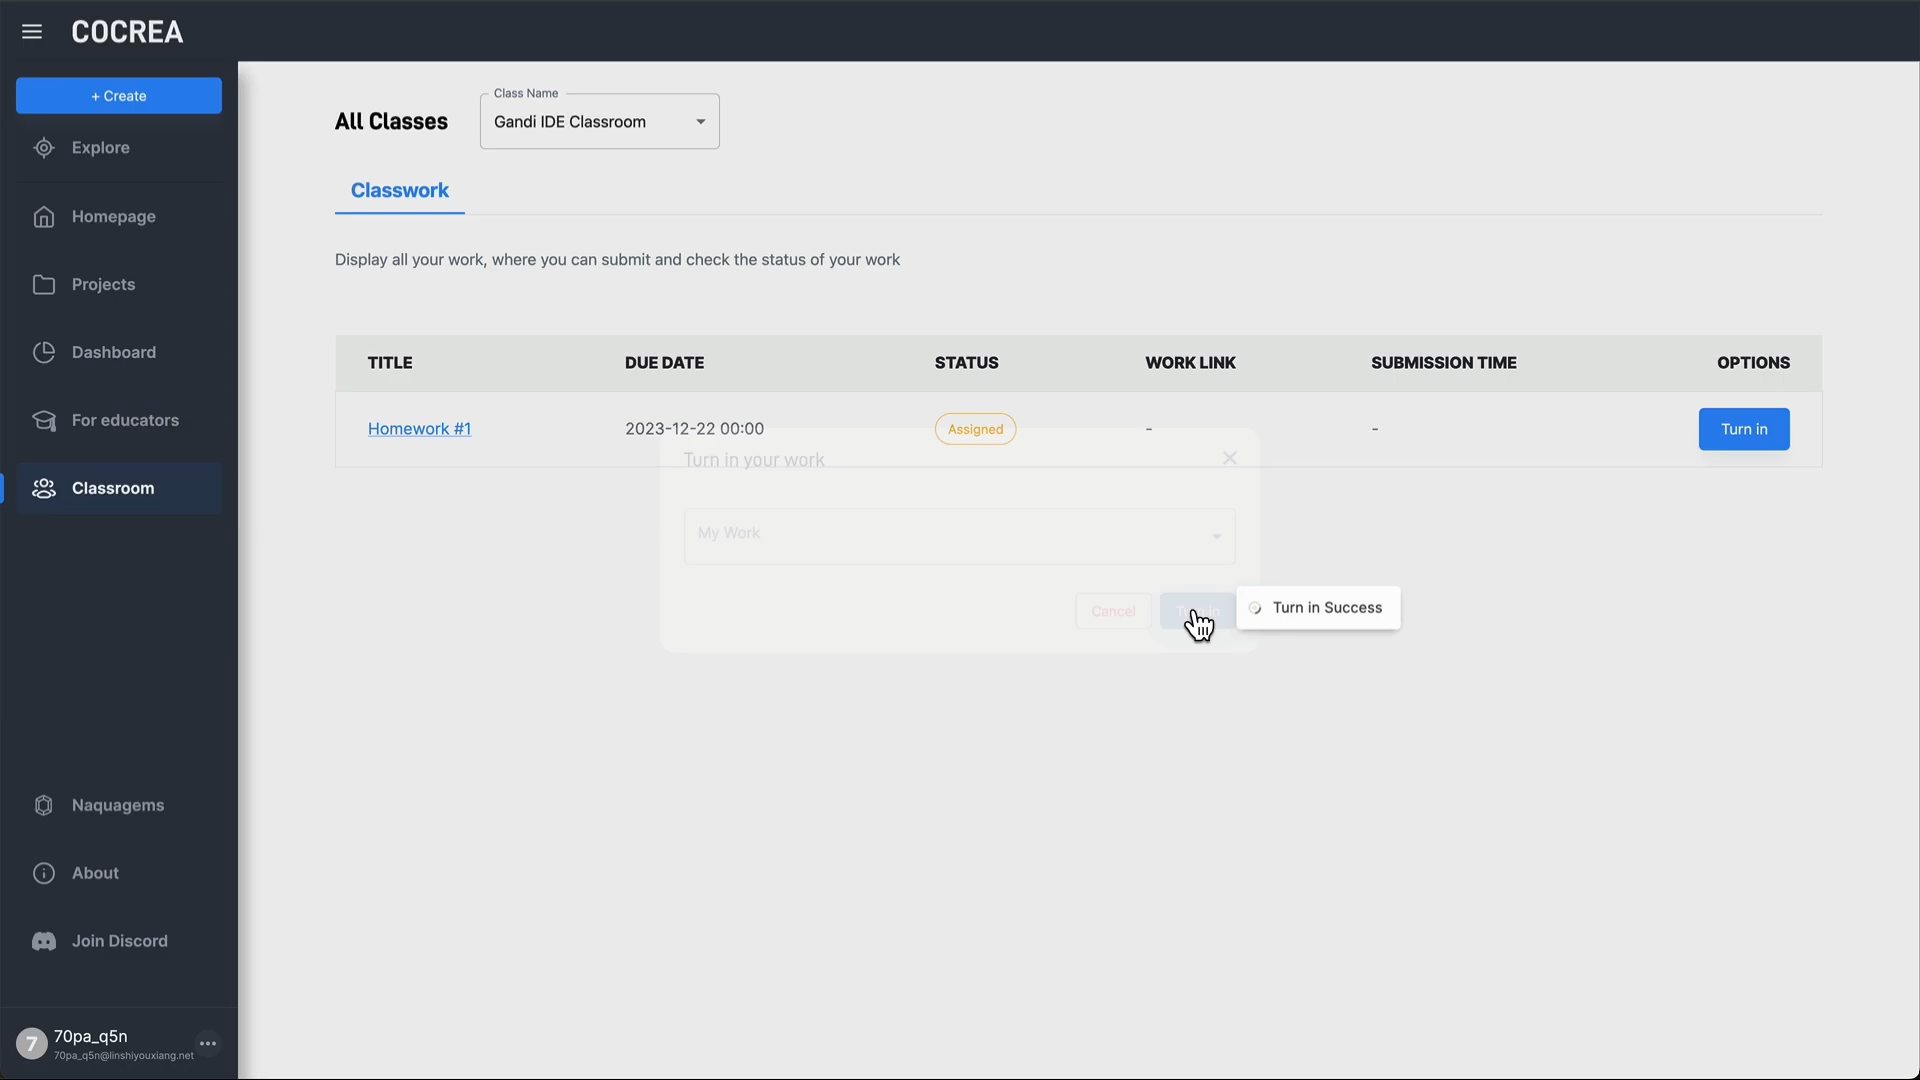 COCREA
+ Create
Explore
Homepage
Projects
Dashboard
For educators
Classroom
Naquagems
About
Join Discord
7
70pa_q5n
70pa_q5n@linshiyouxiang.net
All Classes
Class Name
Gandi IDE Classroom
Classwork
Display all your work, where you can submit and check the status of your work
TITLE DUE DATE STATUS WORK LINK SUBMISSION TIME OPTIONS
Homework #1 2023-12-22 00:00 Assigned - - Turn in
Turn in your work
My Work
Cancel
Turn in Success